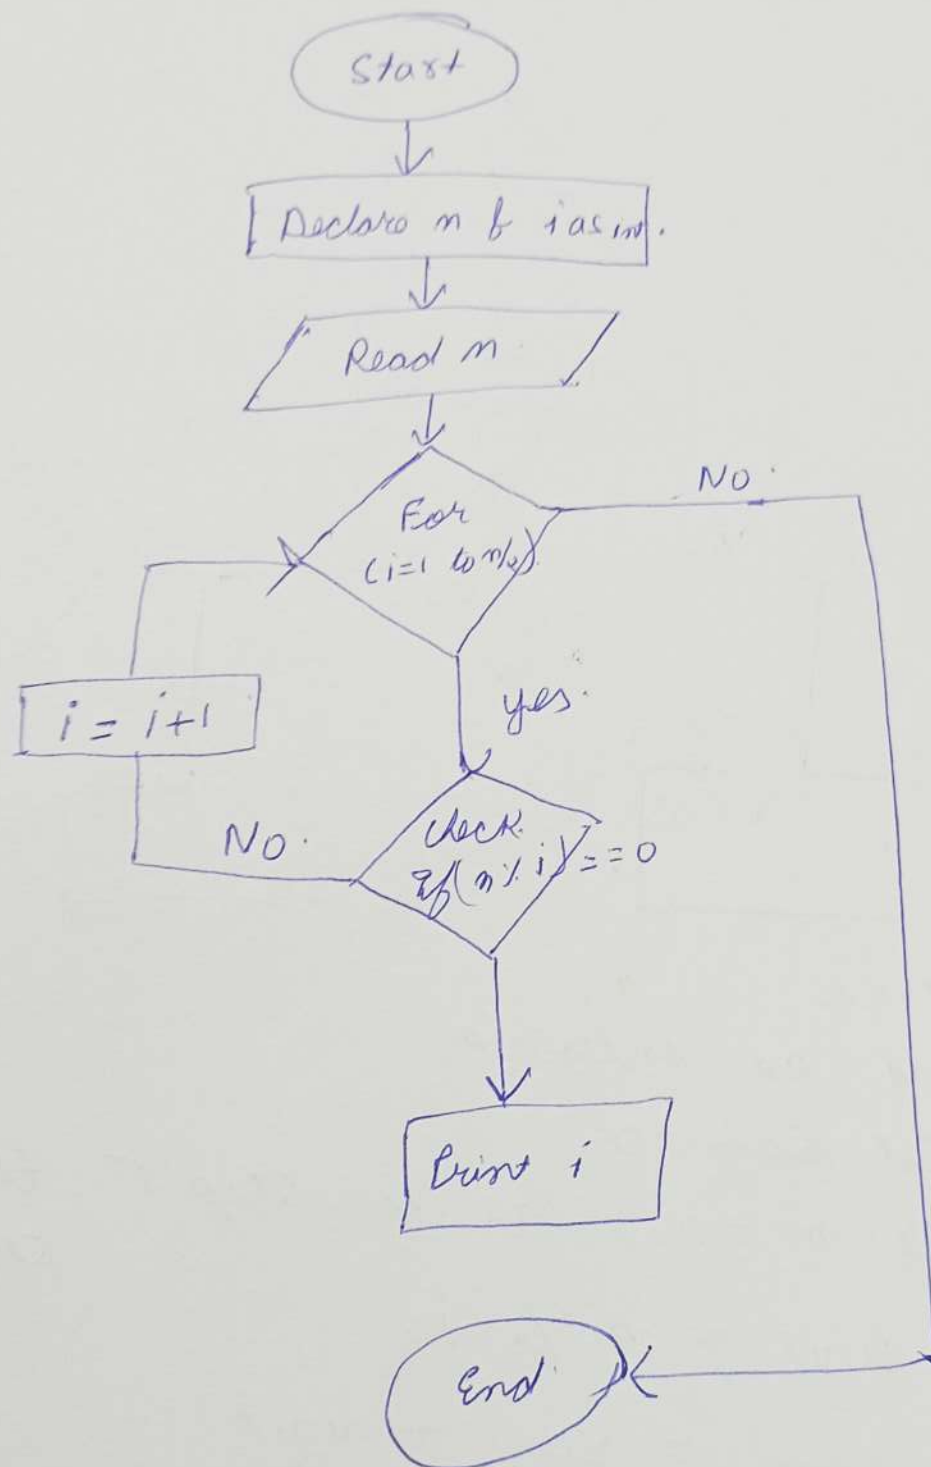 Start
Declare n & i as int.
Read n.
No.
For
(i=1 to n/2)
i = i+1
yes.
No.
Check
If(n % i) == 0
Print i
End